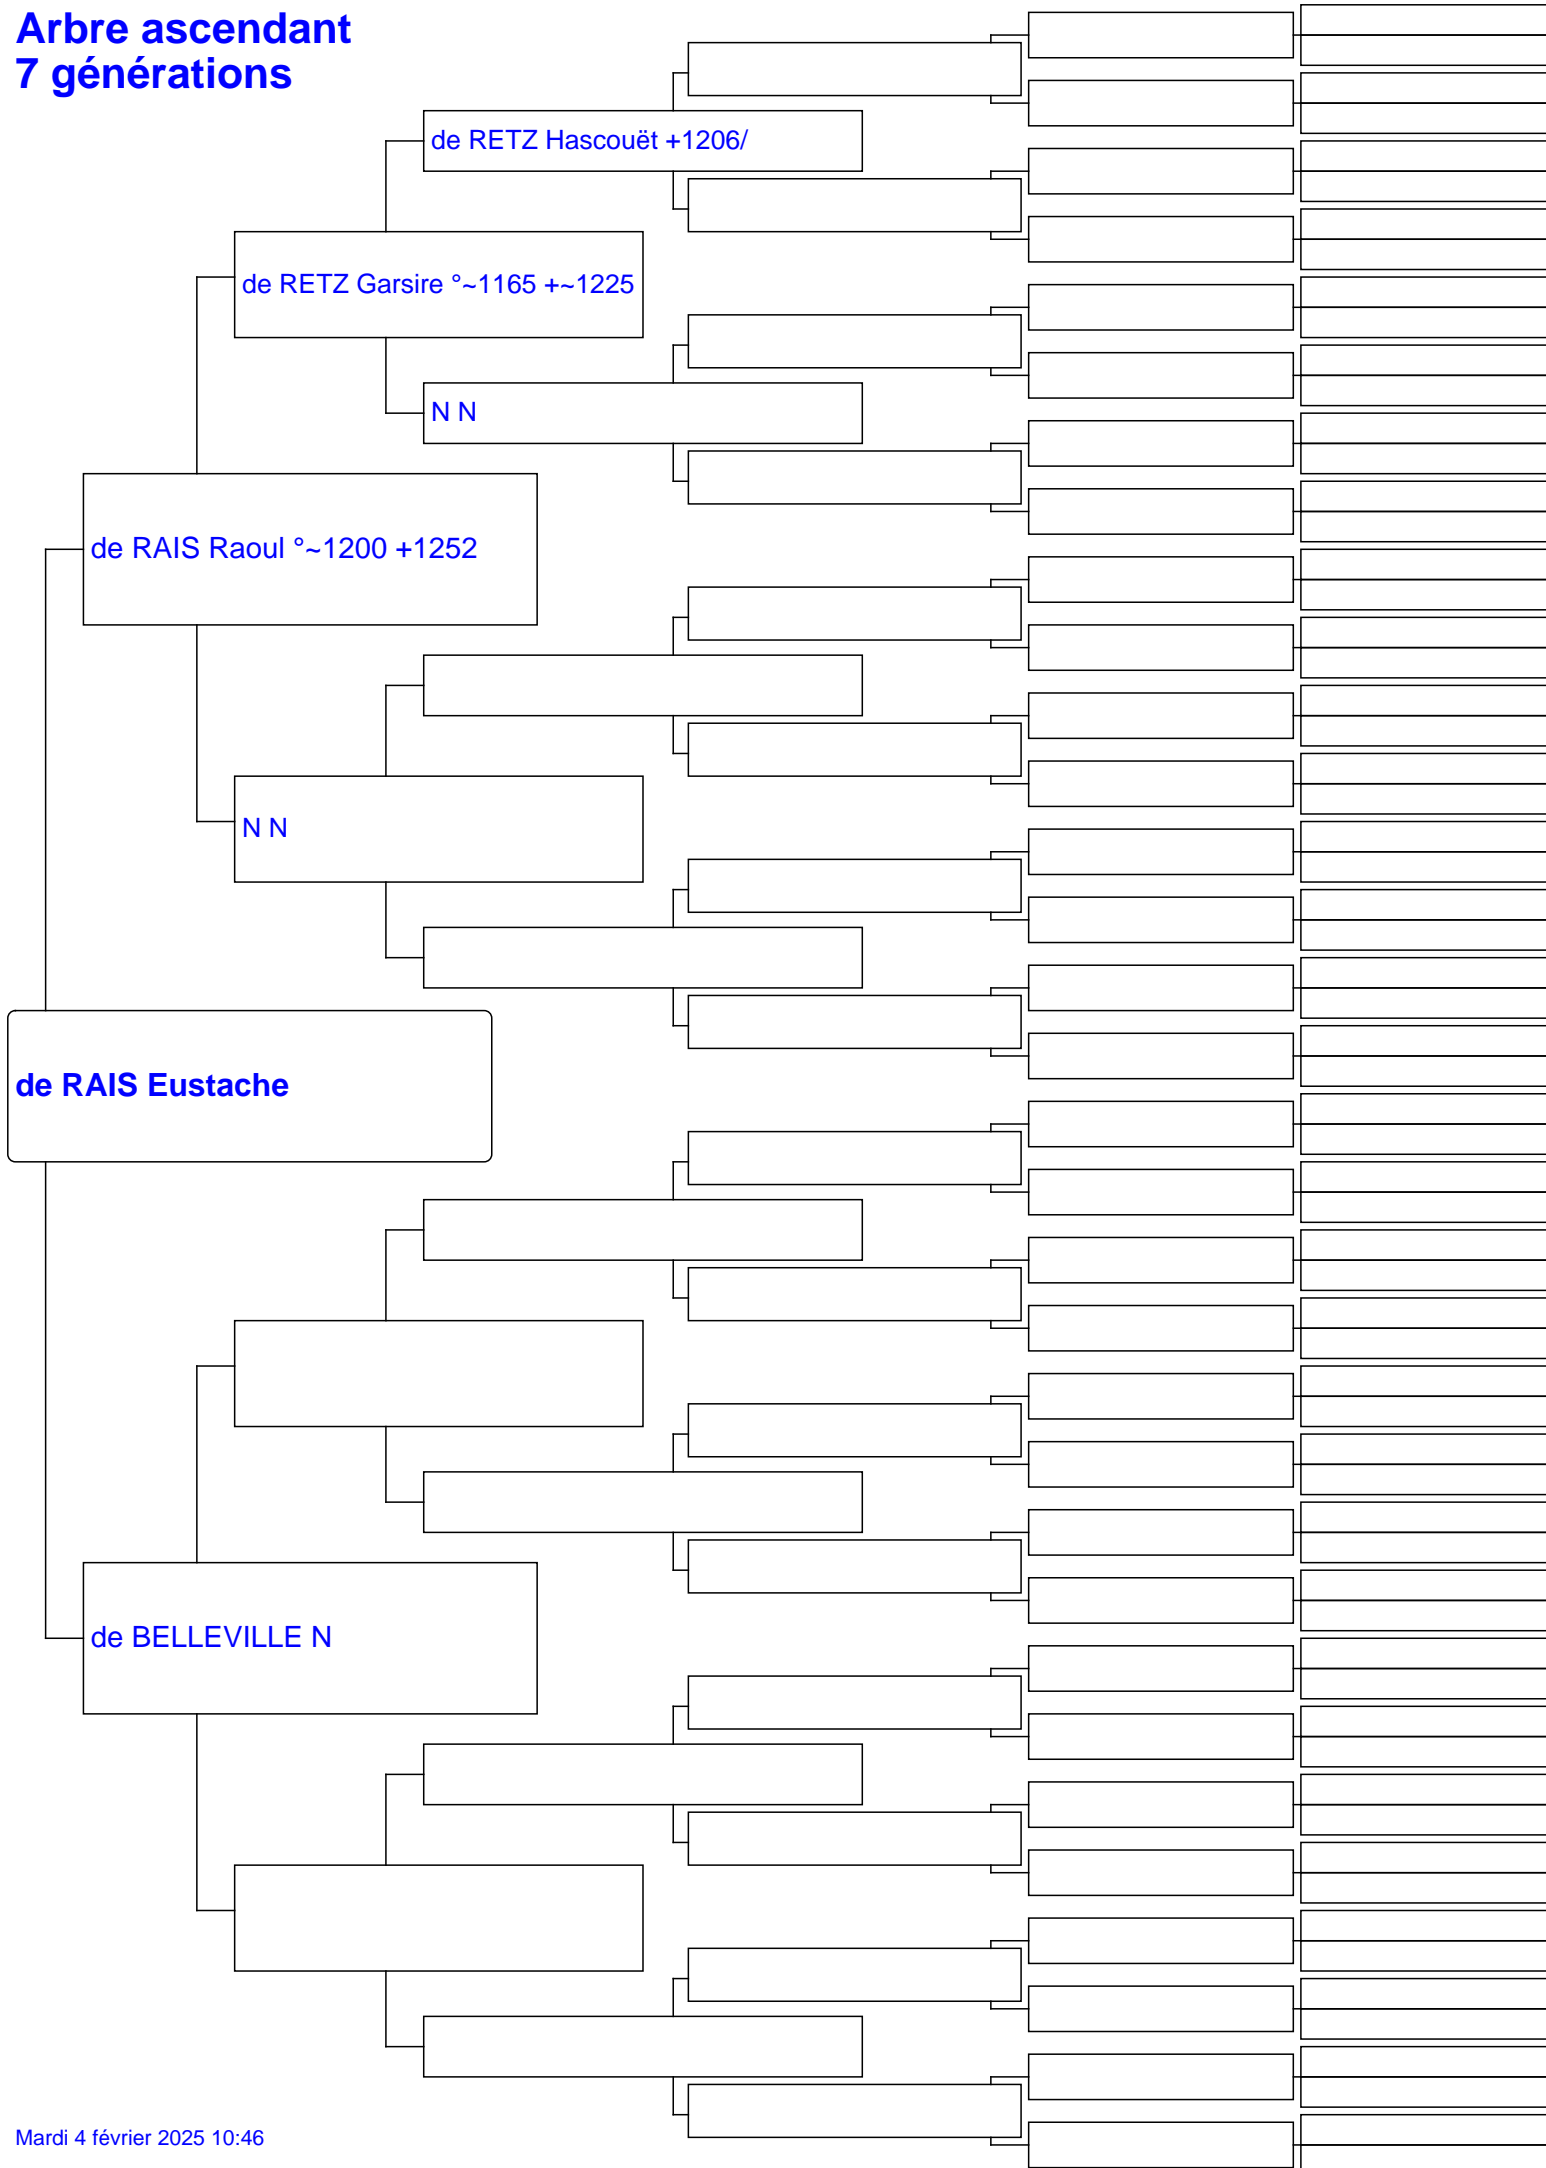 Arbre ascendant
7 générations
de RETZ Hascouët +1206/
de RETZ Garsire °~1165 +~1225
N N
de RAIS Raoul °~1200 +1252
N N
de RAIS Eustache
de BELLEVILLE N
Mardi 4 février 2025 10:46